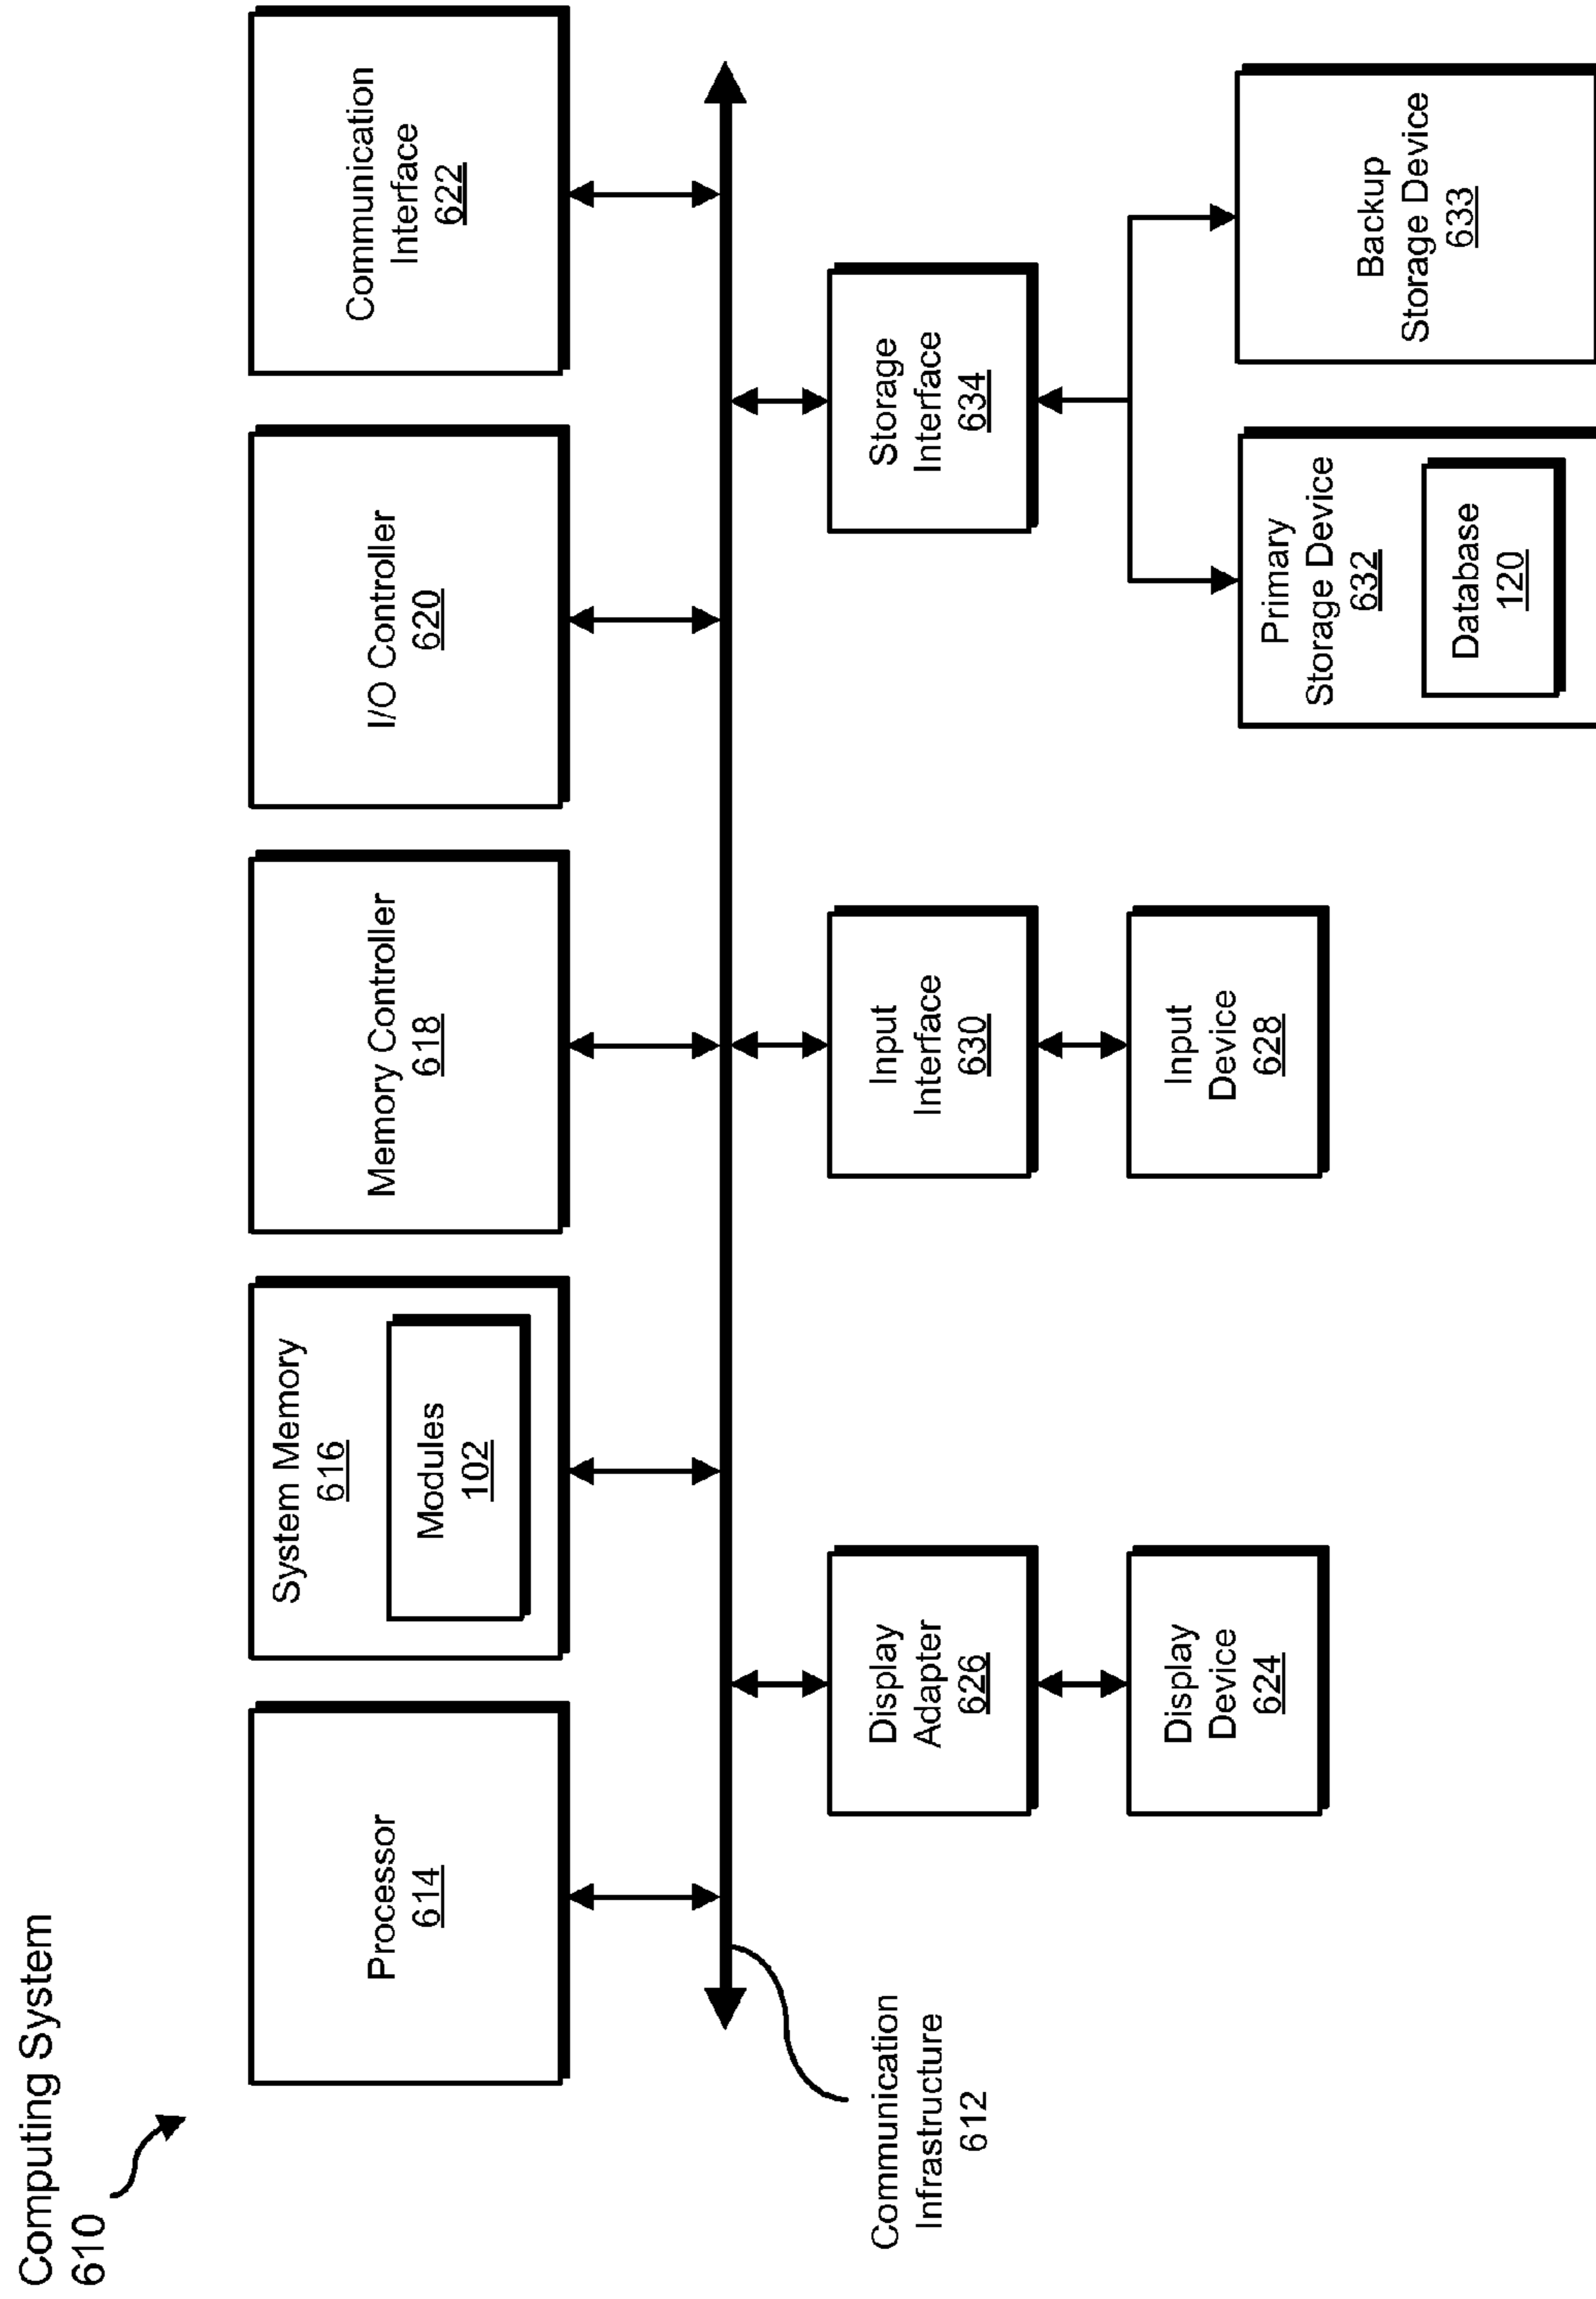 Computing System
610
Processor
614
System Memory
616
Modules
102
Memory Controller
618
I/O Controller
620
Communication
Interface
622
Communication
Infrastructure
612
Display
Adapter
626
Display
Device
624
Input
Interface
630
Input
Device
628
Storage
Interface
634
Primary
Storage Device
632
Database
120
Backup
Storage Device
633